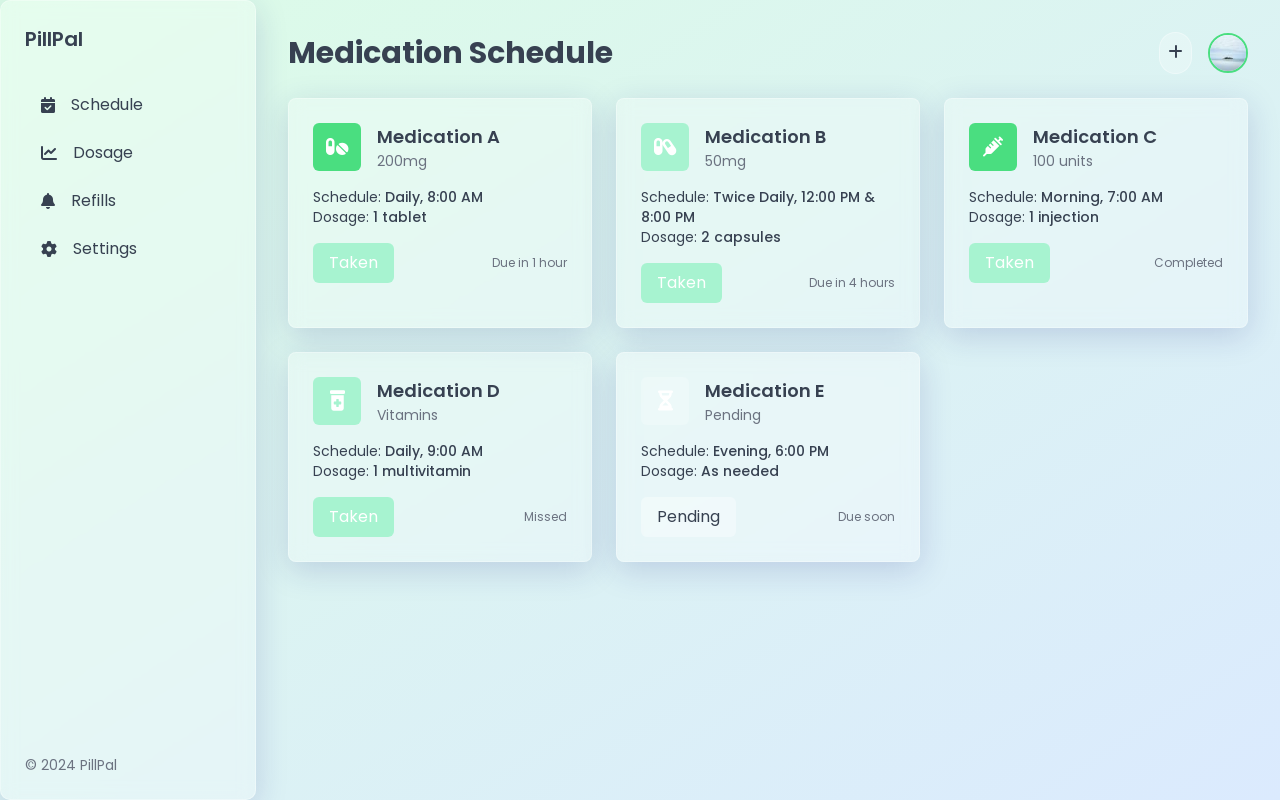 PillPal
Schedule
Dosage
Refills
Settings
© 2024 PillPal
Medication Schedule
Medication A
200mg
Schedule: Daily, 8:00 AM
Dosage: 1 tablet
Taken
Due in 1 hour
Medication B
50mg
Schedule: Twice Daily, 12:00 PM &
8:00 PM
Dosage: 2 capsules
Taken
Due in 4 hours
Medication C
100 units
Schedule: Morning, 7:00 AM
Dosage: 1 injection
Taken
Completed
Medication D
Vitamins
Schedule: Daily, 9:00 AM
Dosage: 1 multivitamin
Taken
Missed
Medication E
Pending
Schedule: Evening, 6:00 PM
Dosage: As needed
Pending
Due soon